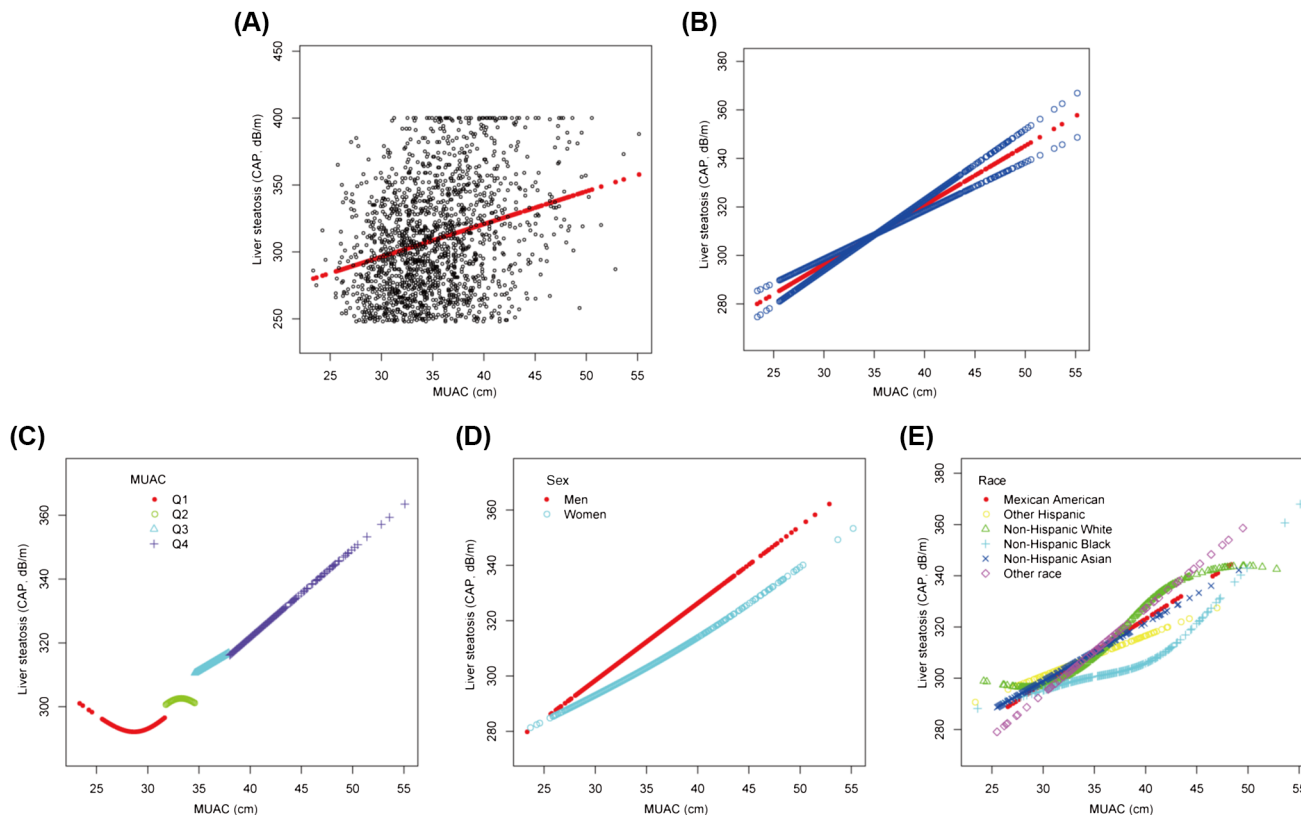 (A)
Liver steatosis (CAP, dB/m)
450
400
350
300
250
25 30 35 40 45 50 55
MUAC (cm)
(B)
Liver steatosis (CAP, dB/m)
380
360
340
320
300
280
25 30 35 40 45 50 55
MUAC (cm)
(C)
Liver steatosis (CAP, dB/m)
360
340
320
300
MUAC
Q1
Q2
Q3
Q4
25 30 35 40 45 50 55
MUAC (cm)
(D)
Liver steatosis (CAP, dB/m)
380
360
340
320
300
280
Sex
Men
Women
25 30 35 40 45 50 55
MUAC (cm)
(E)
Liver steatosis (CAP, dB/m)
380
360
340
320
300
280
Race
Mexican American
Other Hispanic
Non-Hispanic White
Non-Hispanic Black
Non-Hispanic Asian
Other race
25 30 35 40 45 50 55
MUAC (cm)